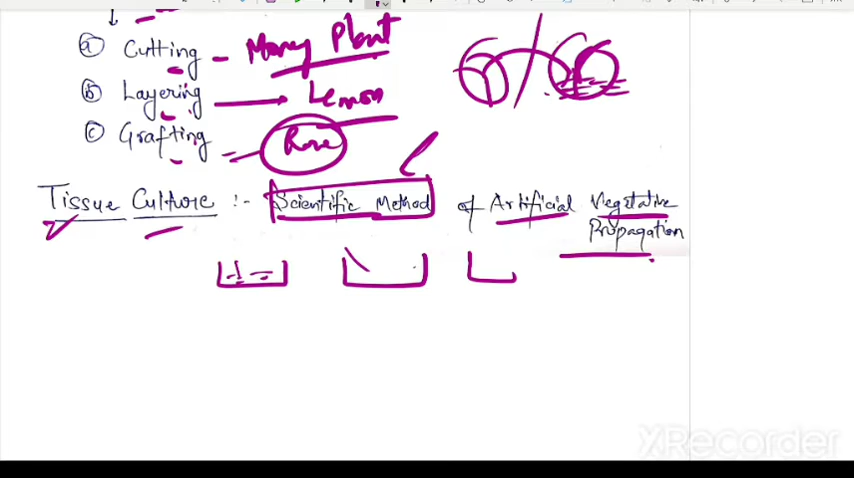 ⓐ Cutting - Money Plant
ⓑ Layering → Lemon
ⓒ Grafting - Rose
Tissue Culture :- Scientific Method of Artificial Vegetative
Propagation
XRecorder